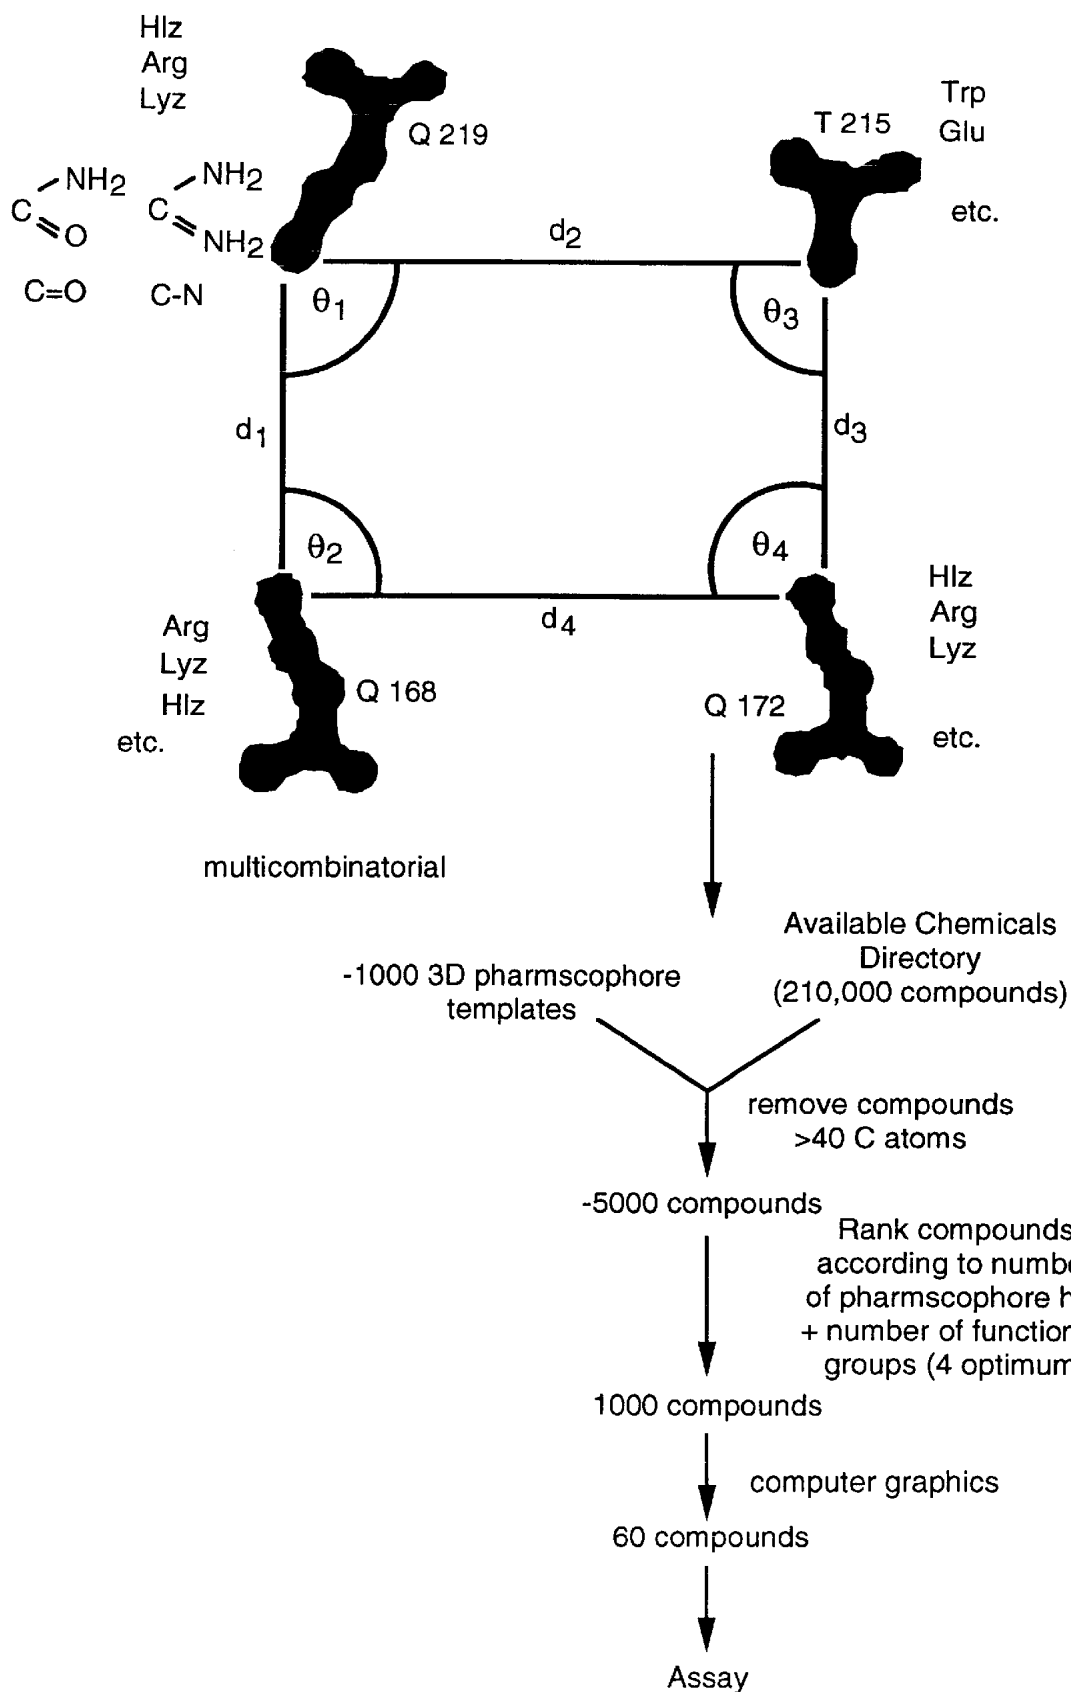 Hlz
Arg
Lyz
Q 219
T 215
Trp
Glu
etc.
NH2
C
O
NH2
C
NH2
C=O
C-N
d2
θ1
θ3
d1
d3
θ2
θ4
d4
Arg
Lyz
Hlz
etc.
Q 168
Q 172
Hlz
Arg
Lyz
etc.
multicombinatorial
-1000 3D pharmscophore
templates
Available Chemicals
Directory
(210,000 compounds)
remove compounds
>40 C atoms
-5000 compounds
Rank compounds
according to numbe
of pharmscophore h
+ number of function
groups (4 optimum
1000 compounds
computer graphics
60 compounds
Assay